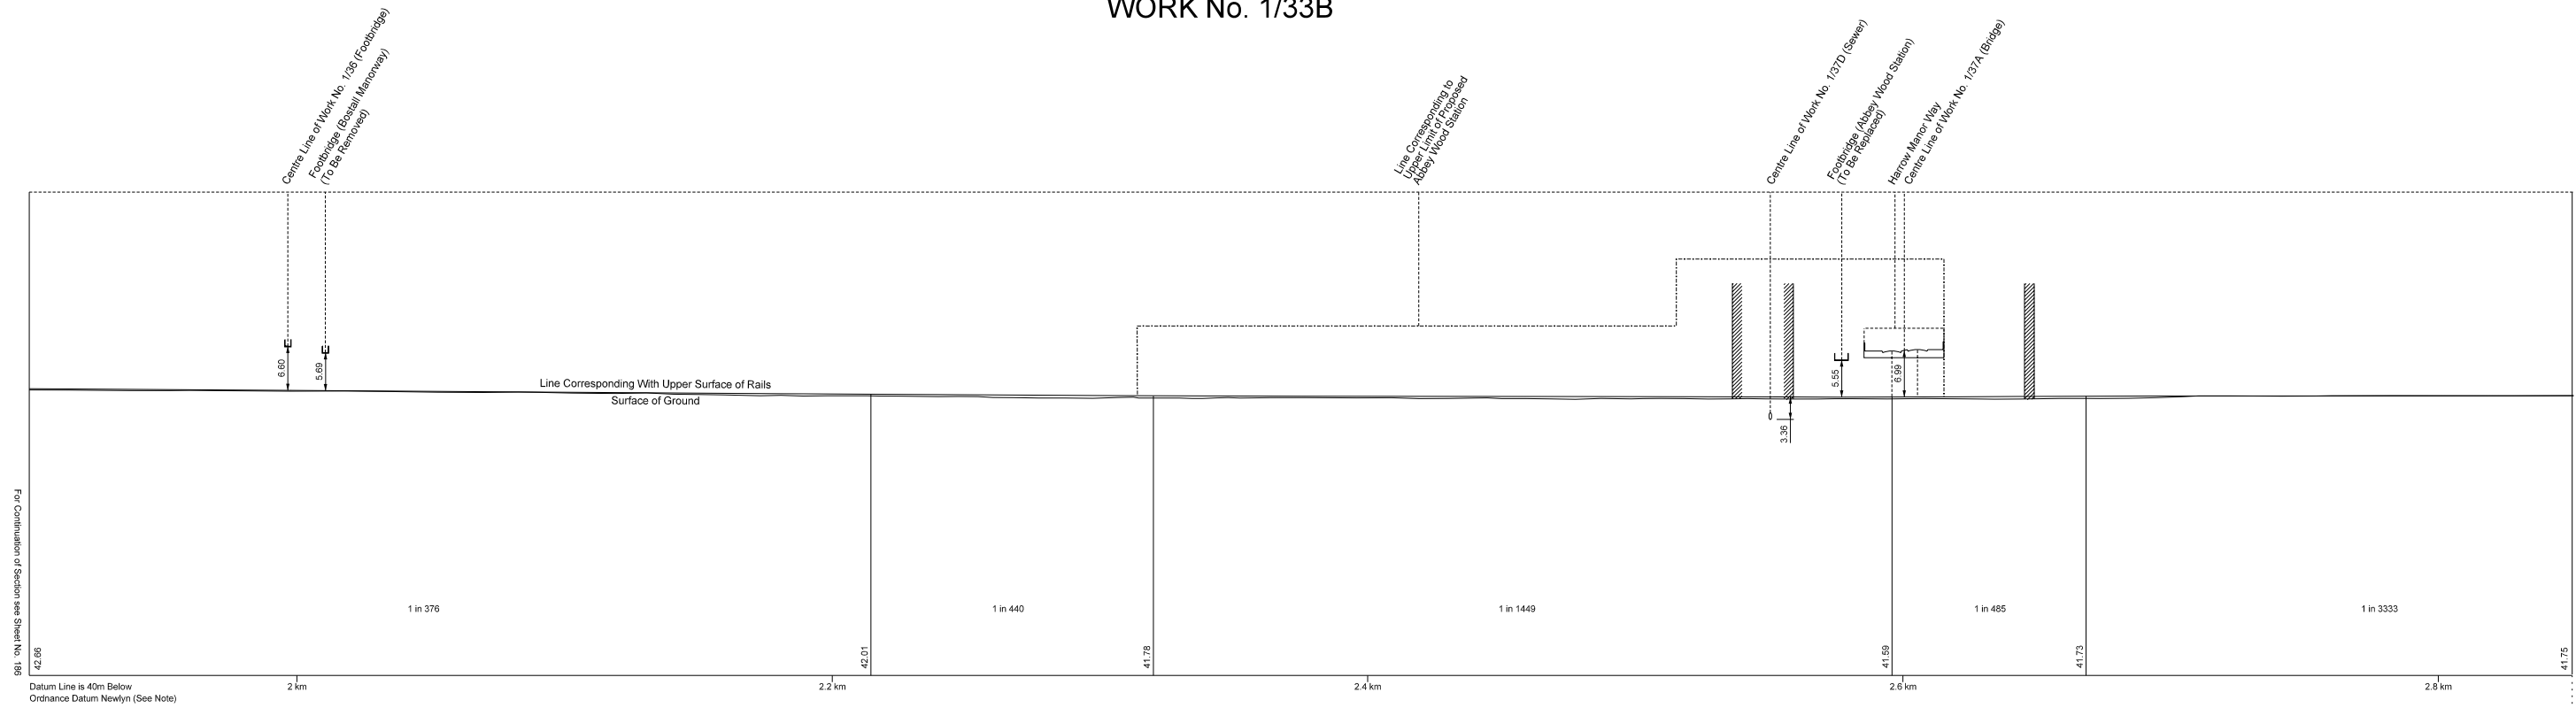 WORK No. 1/33B
Centre Line of Work No. 1/36 (Footbridge)
Footbridge (Bostall Manorway)
(To Be Removed)
Line Corresponding to
Upper Limit of Proposed
Abbey Wood Station
Centre Line of Work No. 1/37D (Sewer)
Footbridge (Abbey Wood Station)
(To Be Replaced)
Harrow Manor Way
Centre Line of Work No. 1/37A (Bridge)
6.60
5.69
5.55
6.99
3.36
Line Corresponding With Upper Surface of Rails
Surface of Ground
For Continuation of Section see Sheet No. 186
1 in 376
1 in 440
1 in 1449
1 in 485
1 in 3333
42.66
42.01
41.78
41.59
41.73
41.75
Datum Line is 40m Below
Ordnance Datum Newlyn (See Note)
2 km
2.2 km
2.4 km
2.6 km
2.8 km